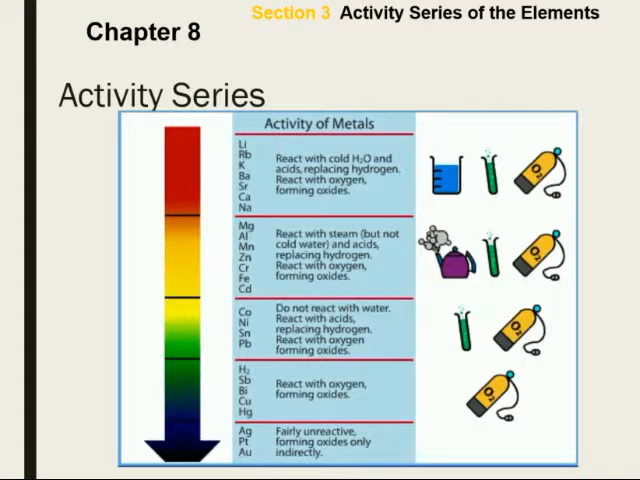 Section 3 Activity Series of the Elements
Chapter 8
Activity Series
Activity of Metals
Li
Rb
K
Ba
Sr
Ca
Na
React with cold H₂O and
acids, replacing hydrogen.
React with oxygen,
forming oxides.
Mg
Al
Mn
Zn
Cr
Fe
Cd
React with steam (but not
cold water) and acids,
replacing hydrogen.
React with oxygen,
forming oxides.
Co
Ni
Sn
Pb
Do not react with water.
React with acids,
replacing hydrogen.
React with oxygen
forming oxides.
H₂
Sb
Bi
Cu
Hg
React with oxygen,
forming oxides.
Ag
Pt
Au
Fairly unreactive,
forming oxides only
indirectly.
O₂
O₂
O₂
O₂